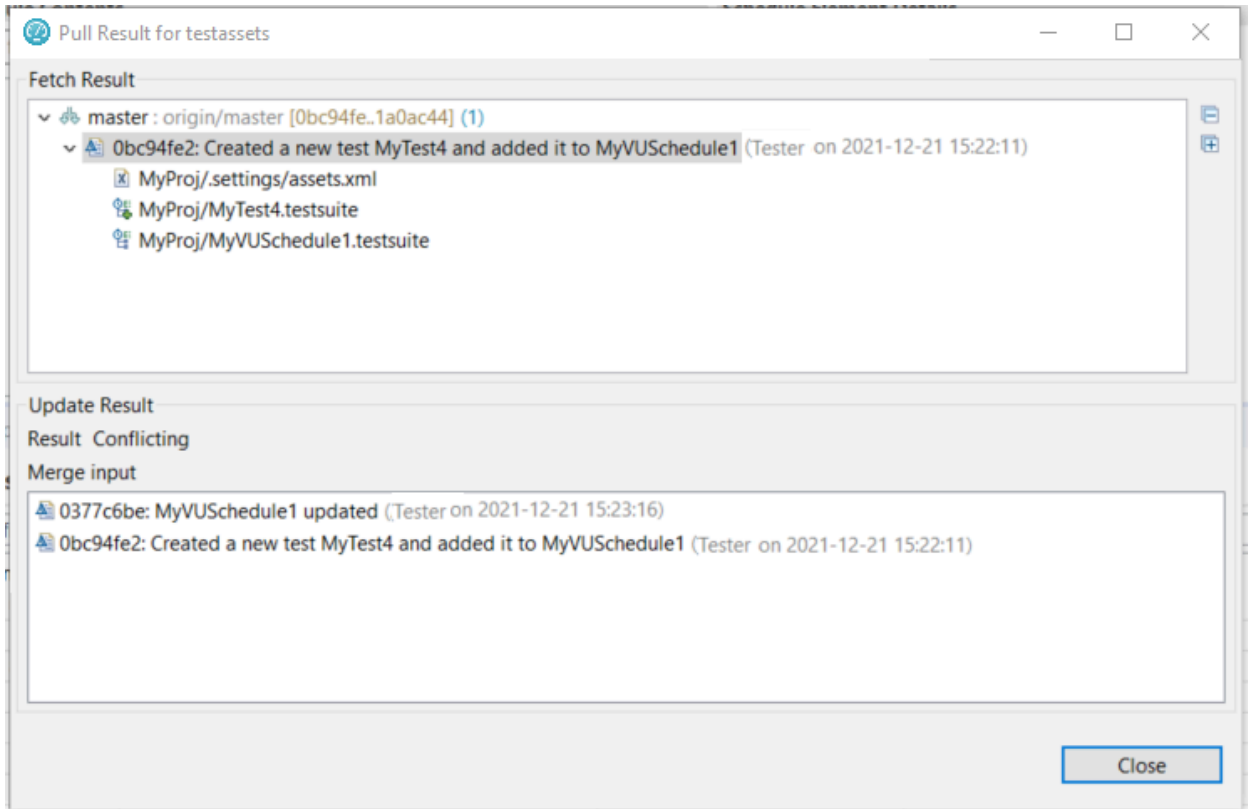 Pull Result for testassets
Fetch Result
master : origin/master [0bc94fe..1a0ac44] (1)
0bc94fe2: Created a new test MyTest4 and added it to MyVUSchedule1 (Tester on 2021-12-21 15:22:11)
MyProj/.settings/assets.xml
MyProj/MyTest4.testsuite
MyProj/MyVUSchedule1.testsuite
Update Result
Result Conflicting
Merge input
0377c6be: MyVUSchedule1 updated (Tester on 2021-12-21 15:23:16)
0bc94fe2: Created a new test MyTest4 and added it to MyVUSchedule1 (Tester on 2021-12-21 15:22:11)
Close